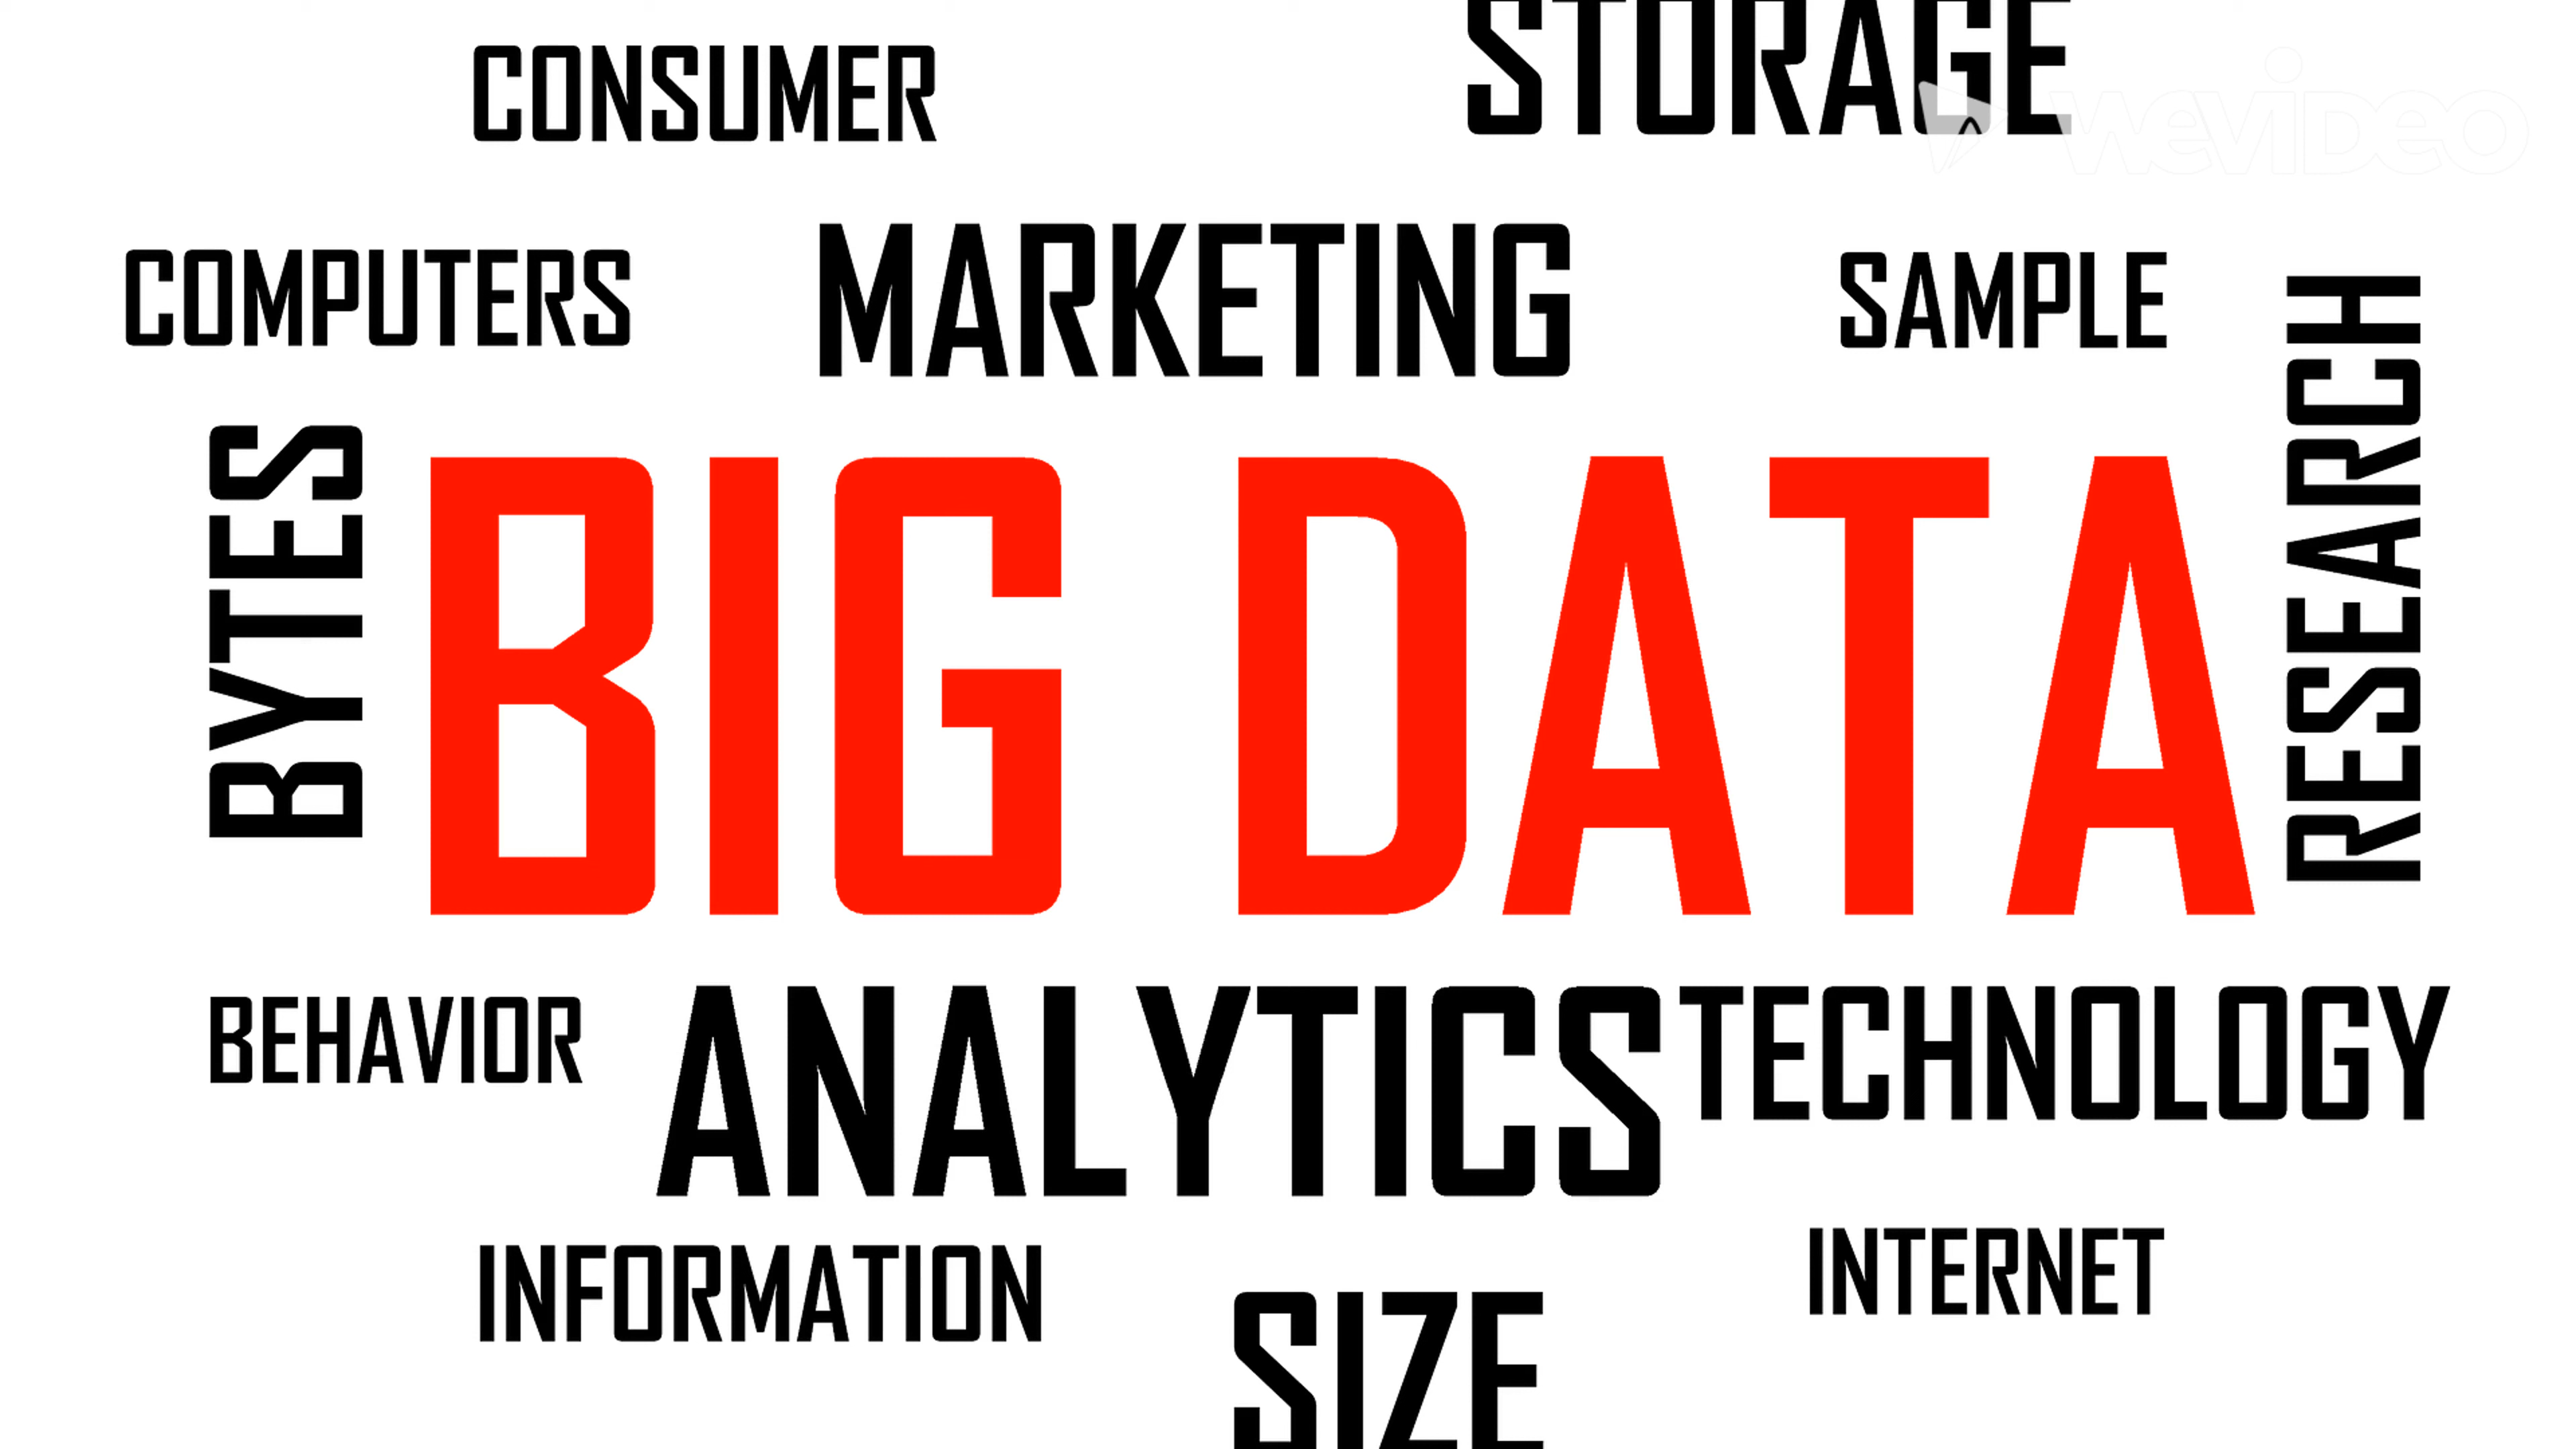 STORAGE
CONSUMER
wevideo
MARKETING
COMPUTERS
SAMPLE
RESEARCH
BYTES
BIG DATA
BEHAVIOR
ANALYTICS
TECHNOLOGY
INFORMATION
INTERNET
SIZE